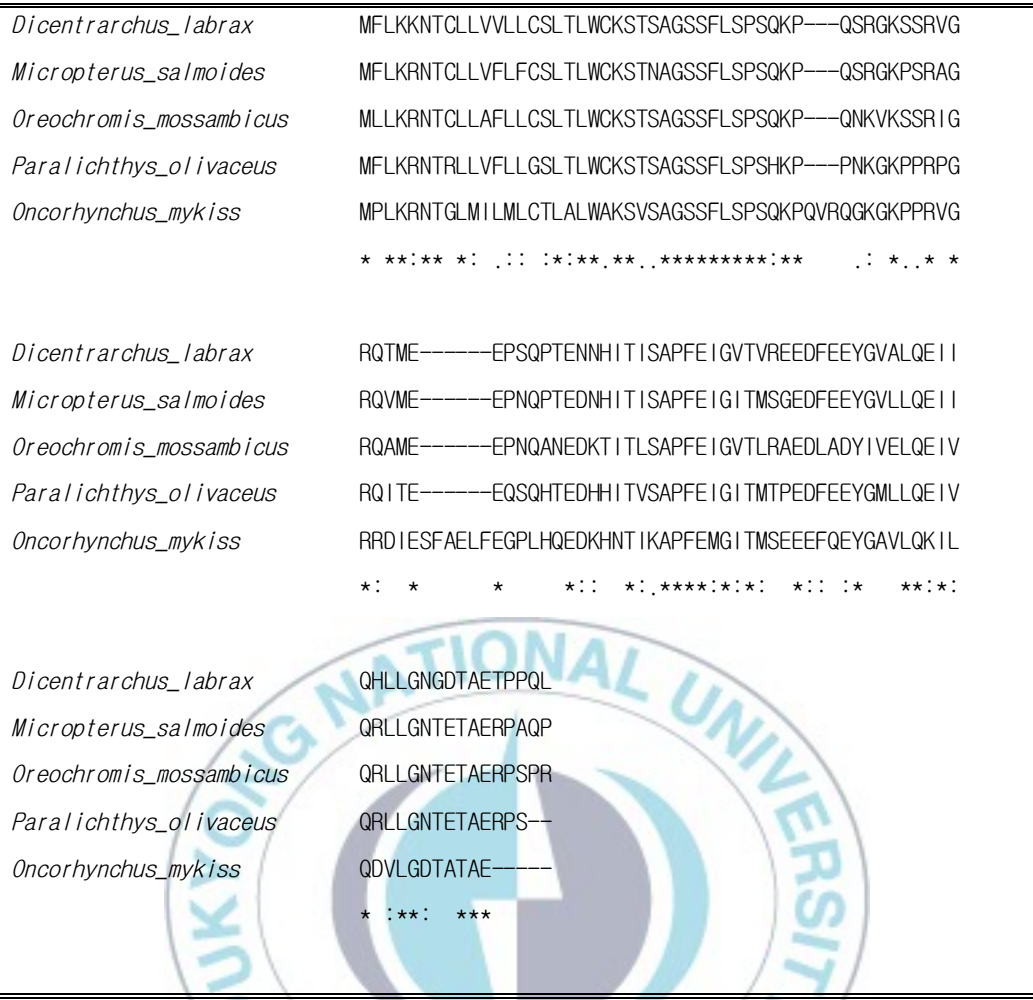 Dicentrarchus_labrax MFLKKNTCLLVVLLCSLTLWCKSTSAGSSFLSPSQKP---QSRGKSSRVG
Micropterus_salmoides MFLKRNTCLLVFLFCSLTLWCKSTNAGSSFLSPSQKP---QSRGKPSRAG
Oreochromis_mossambicus MLLKRNTCLLAFLLCSLTLWCKSTSAGSSFLSPSQKP---QNKVKSSRIG
Paralichthys_olivaceus MFLKRNTRLLVFLLGSLTLWCKSTSAGSSFLSPSHKP---PNKGKPPRPG
Oncorhynchus_mykiss MPLKRNTGLMILMLCTLALWAKSVSAGSSFLSPSQKPQVRQGKGKPPRVG
* **:** *: .:: :*:**.**..*********:** .: *..* *
Dicentrarchus_labrax RQTME------EPSQPTENNHITISAPFEIGVTVREEDFEEYGVALQEII
Micropterus_salmoides RQVME------EPNQPTEDNHITISAPFEIGITMSGEDFEEYGVLLQEII
Oreochromis_mossambicus RQAME------EPNQANEDKTITLSAPFEIGVTLRAEDLADYIVELQEIV
Paralichthys_olivaceus RQITE------EQSQHTEDHHITVSAPFEIGITMTPEDFEEYGMLLQEIV
Oncorhynchus_mykiss RRDIESFAELFEGPLHQEDKHNTIKAPFEMGITMSEEEFQEYGAVLQKIL
*: * * *:: *:.****:*:*: *:: :* **:*:
Dicentrarchus_labrax QHLLGNGDTAETPPQL
Micropterus_salmoides QRLLGNTETAERPAQP
Oreochromis_mossambicus QRLLGNTETAERPSPR
Paralichthys_olivaceus QRLLGNTETAERPS--
Oncorhynchus_mykiss QDVLGDTATAE-----
* :**: ***
UKYONG NATIONAL UNIVERSIT